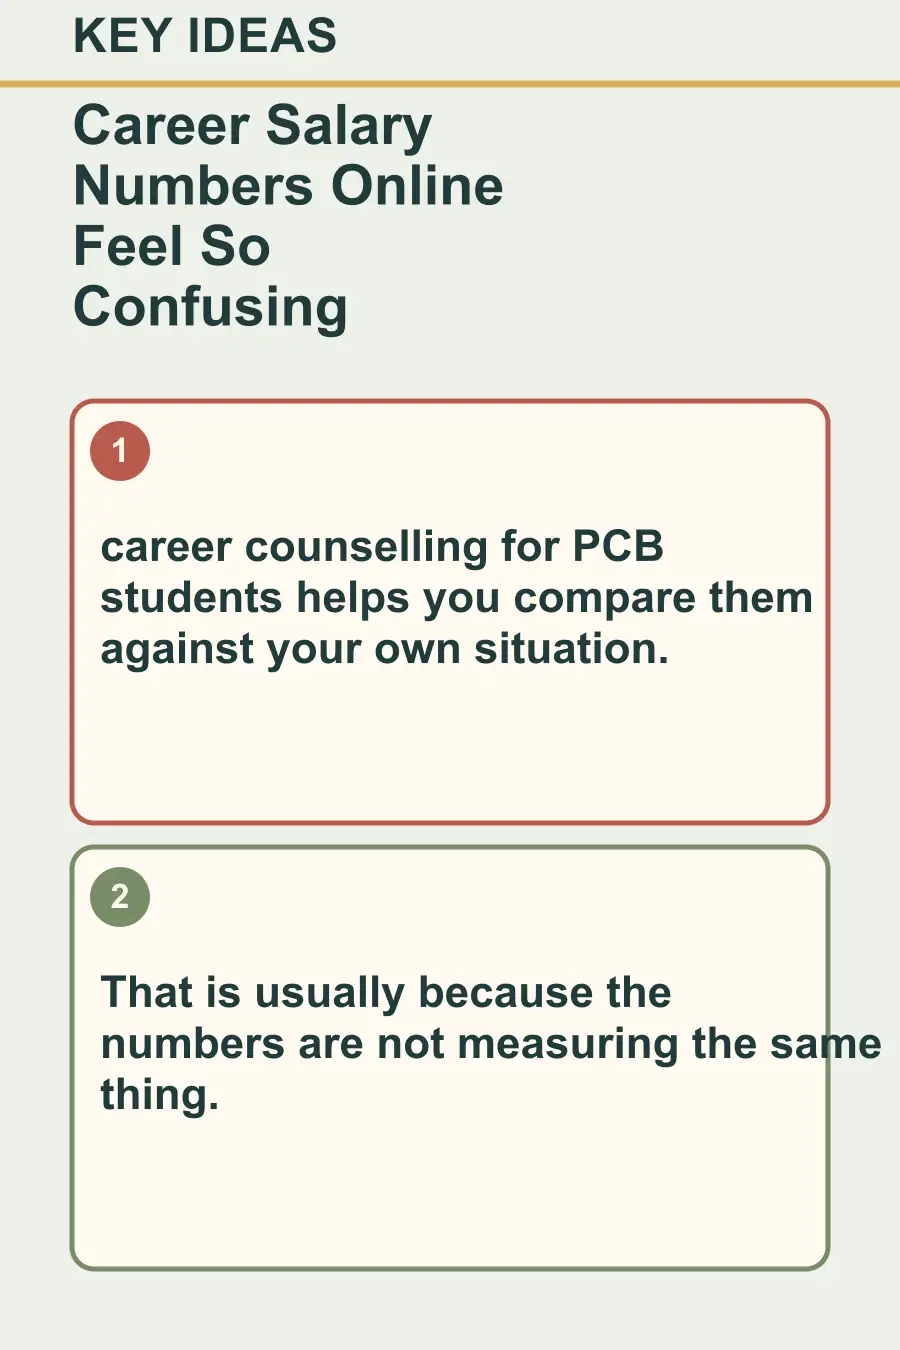 KEY IDEAS
Career Salary
Numbers Online
Feel So
Confusing
1
career counselling for PCB
students helps you compare them
against your own situation.
2
That is usually because the
numbers are not measuring the same
thing.